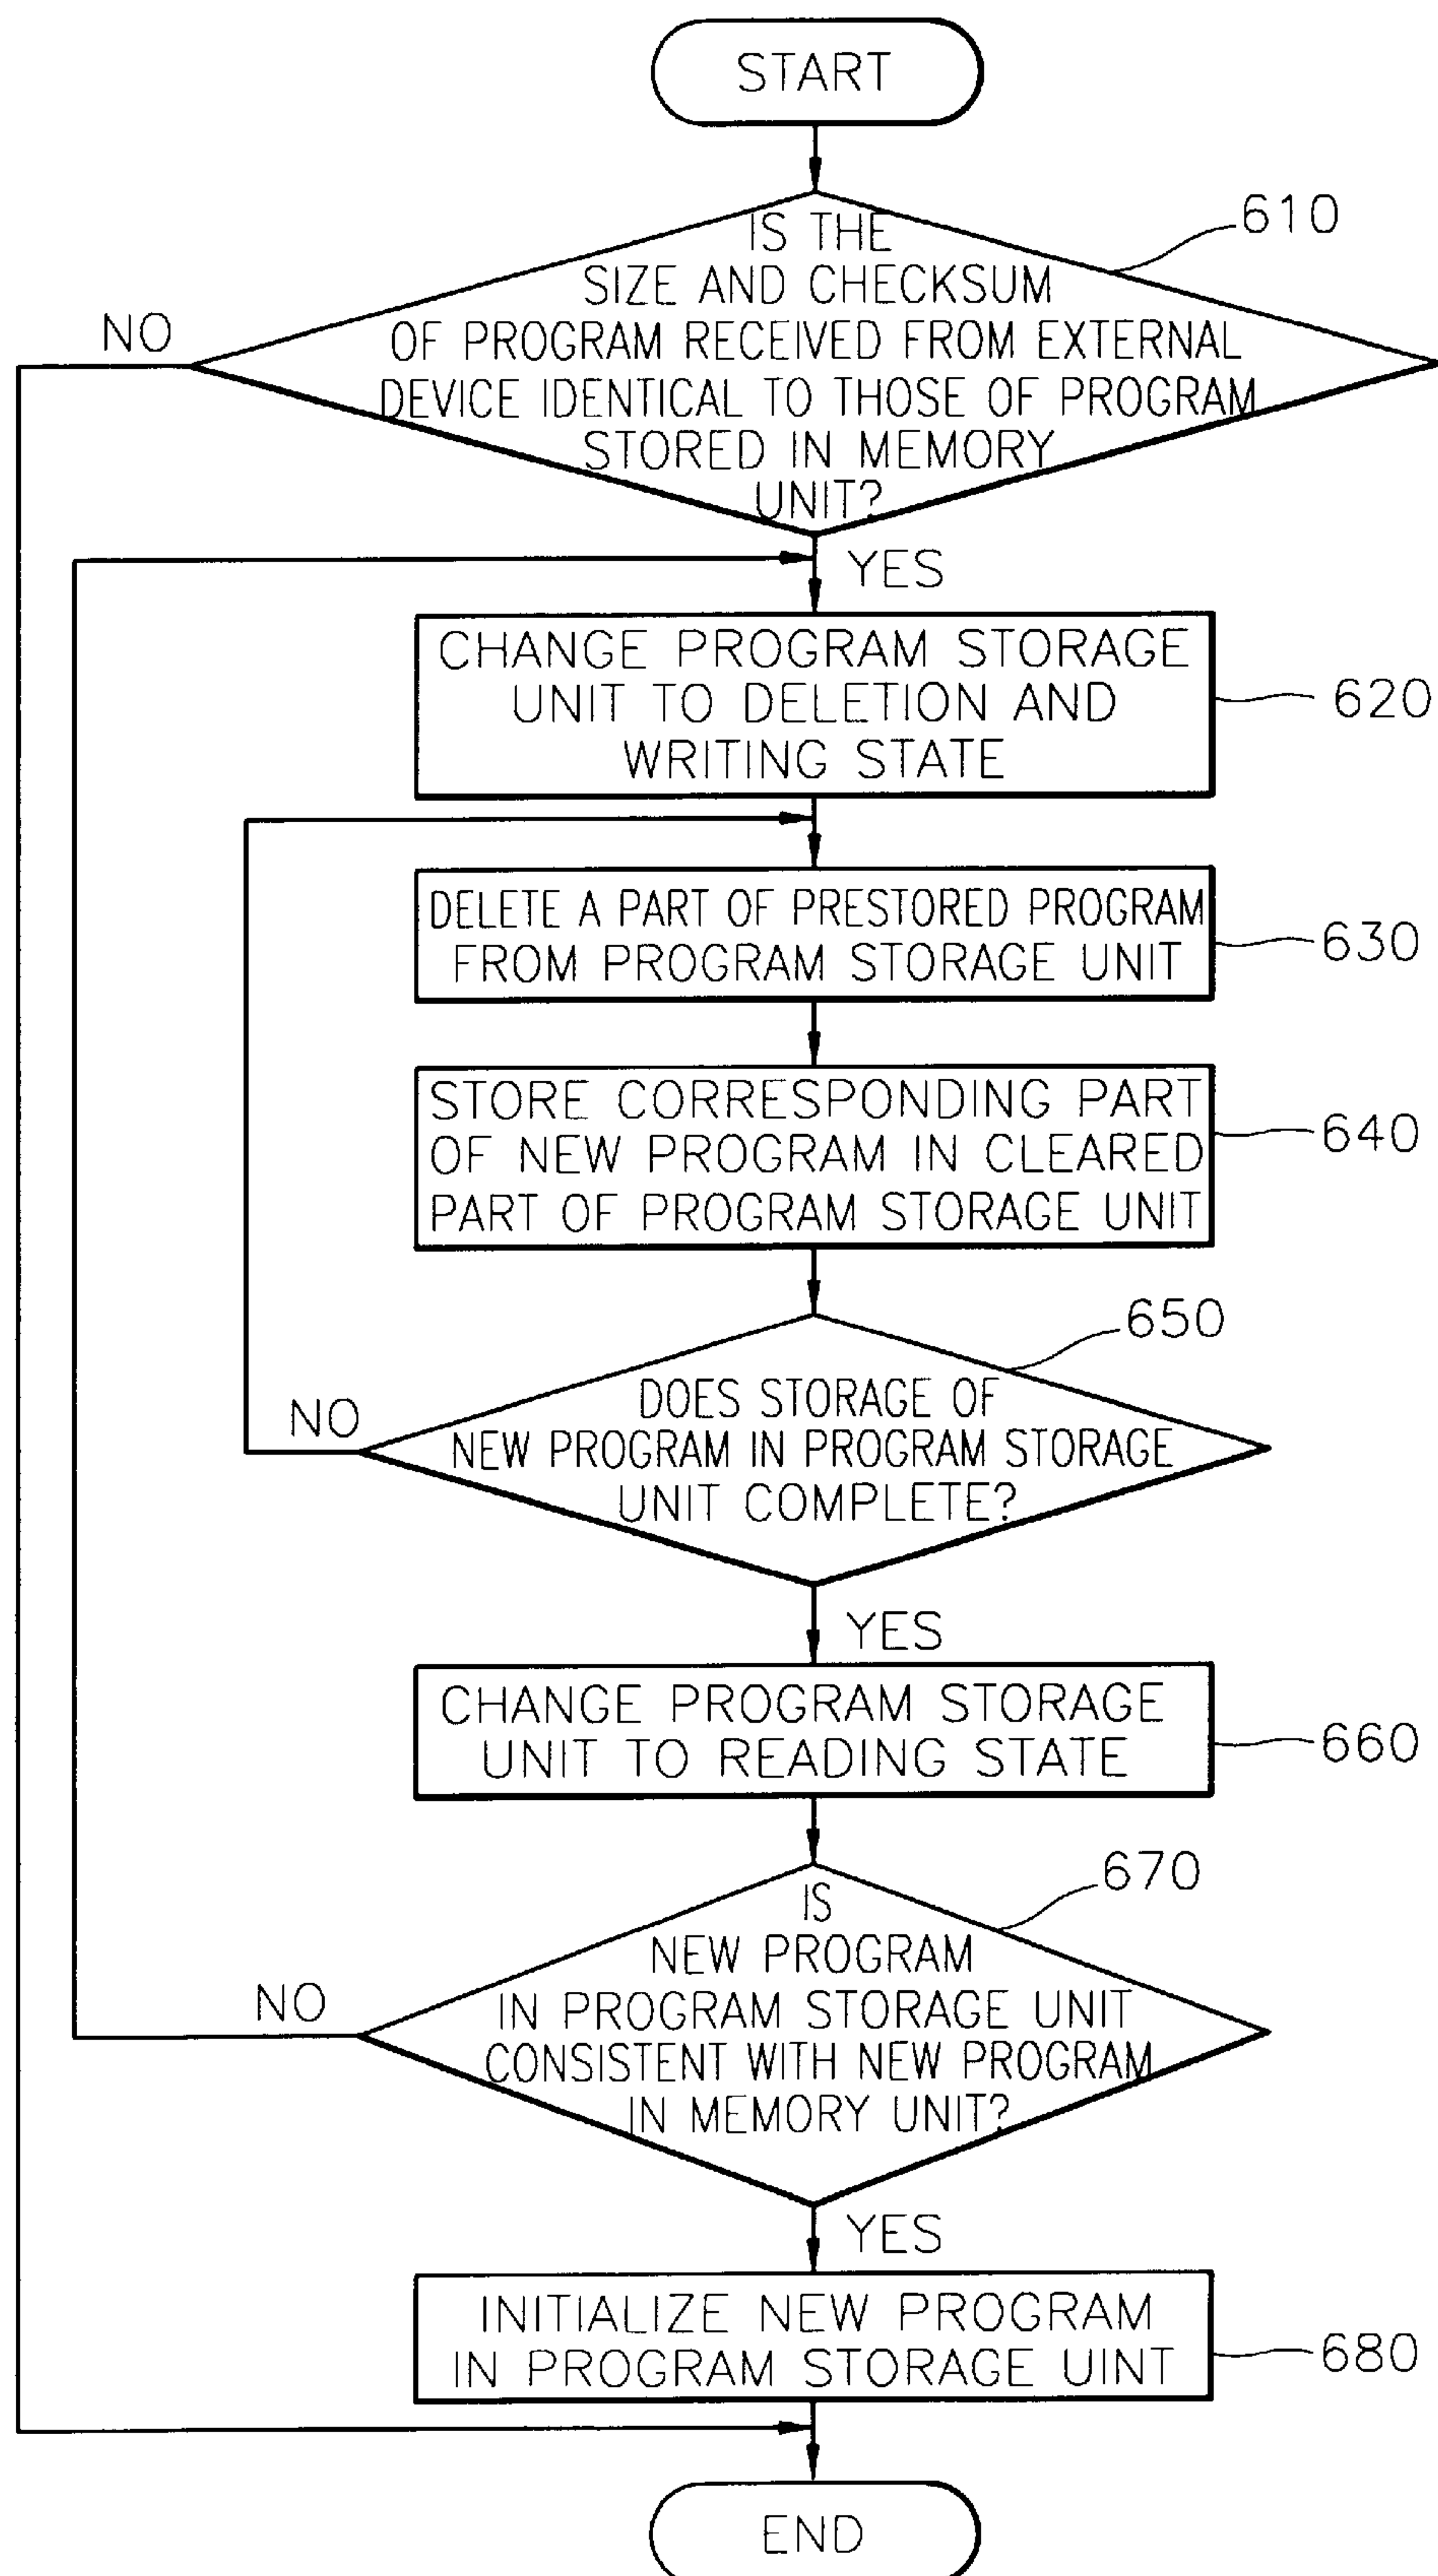 START
610
IS THE
SIZE AND CHECKSUM
OF PROGRAM RECEIVED FROM EXTERNAL
DEVICE IDENTICAL TO THOSE OF PROGRAM
STORED IN MEMORY
UNIT?
NO
YES
CHANGE PROGRAM STORAGE
UNIT TO DELETION AND
WRITING STATE
620
DELETE A PART OF PRESTORED PROGRAM
FROM PROGRAM STORAGE UNIT
630
STORE CORRESPONDING PART
OF NEW PROGRAM IN CLEARED
PART OF PROGRAM STORAGE UNIT
640
650
DOES STORAGE OF
NEW PROGRAM IN PROGRAM STORAGE
UNIT COMPLETE?
NO
YES
CHANGE PROGRAM STORAGE
UNIT TO READING STATE
660
670
IS
NEW PROGRAM
IN PROGRAM STORAGE UNIT
CONSISTENT WITH NEW PROGRAM
IN MEMORY UNIT?
NO
YES
INITIALIZE NEW PROGRAM
IN PROGRAM STORAGE UINT
680
END